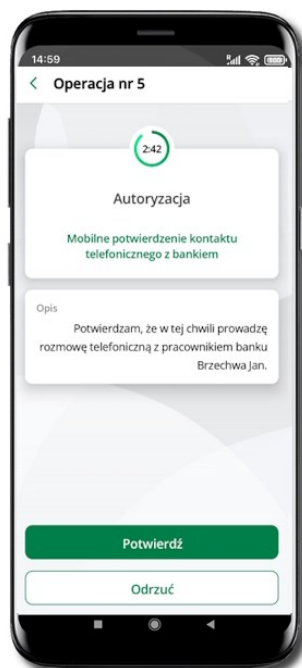 14:59
Operacja nr 5
2:42
Autoryzacja
Mobilne potwierdzenie kontaktu
telefonicznego z bankiem
Opis
Potwierdzam, że w tej chwili prowadzę
rozmowę telefoniczną z pracownikiem banku
Brzechwa Jan.
Potwierdź
Odrzuć